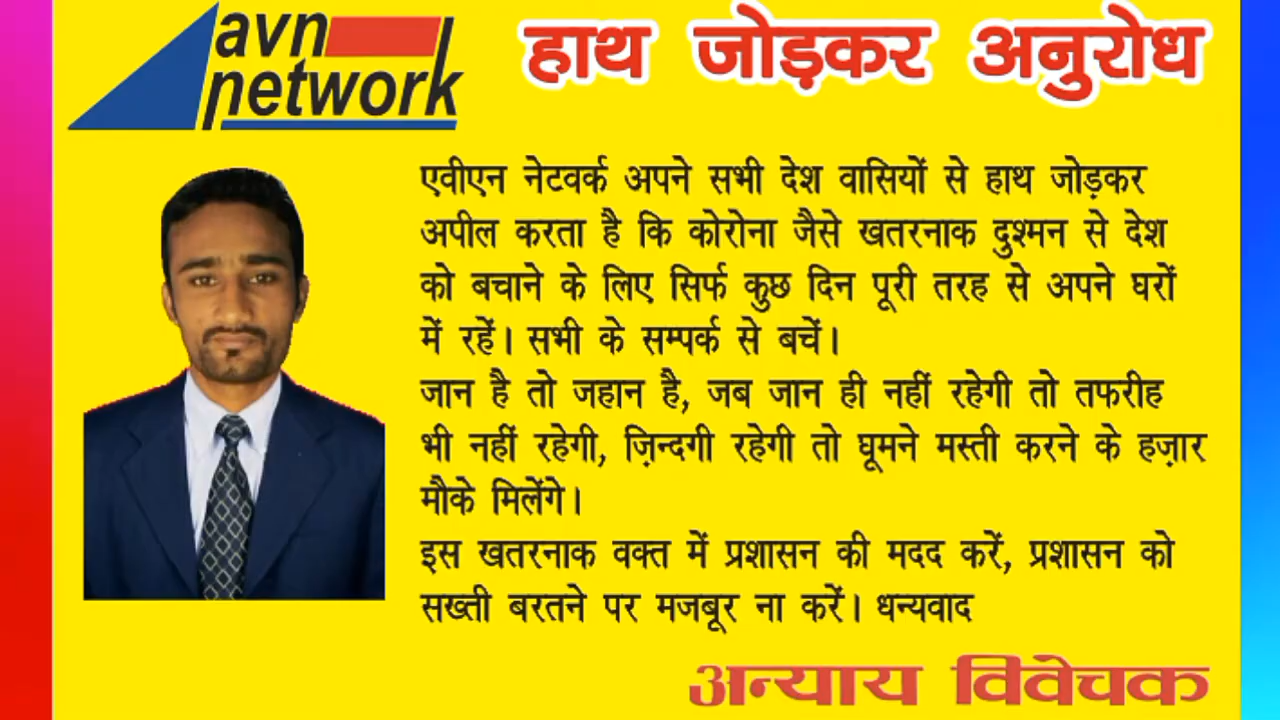 avn
network
हाथ जोड़कर अनुरोध
एवीएन नेटवर्क अपने सभी देश वासियों से हाथ जोड़कर
अपील करता है कि कोरोना जैसे खतरनाक दुश्मन से देश
को बचाने के लिए सिर्फ कुछ दिन पूरी तरह से अपने घरों
में रहें। सभी के सम्पर्क से बचें।
जान है तो जहान है, जब जान ही नहीं रहेगी तो तफरीह
भी नहीं रहेगी, ज़िन्दगी रहेगी तो घूमने मस्ती करने के हज़ार
मौके मिलेंगे।
इस खतरनाक वक्त में प्रशासन की मदद करें, प्रशासन को
सख्ती बरतने पर मजबूर ना करें। धन्यवाद
अन्याय विवेचक